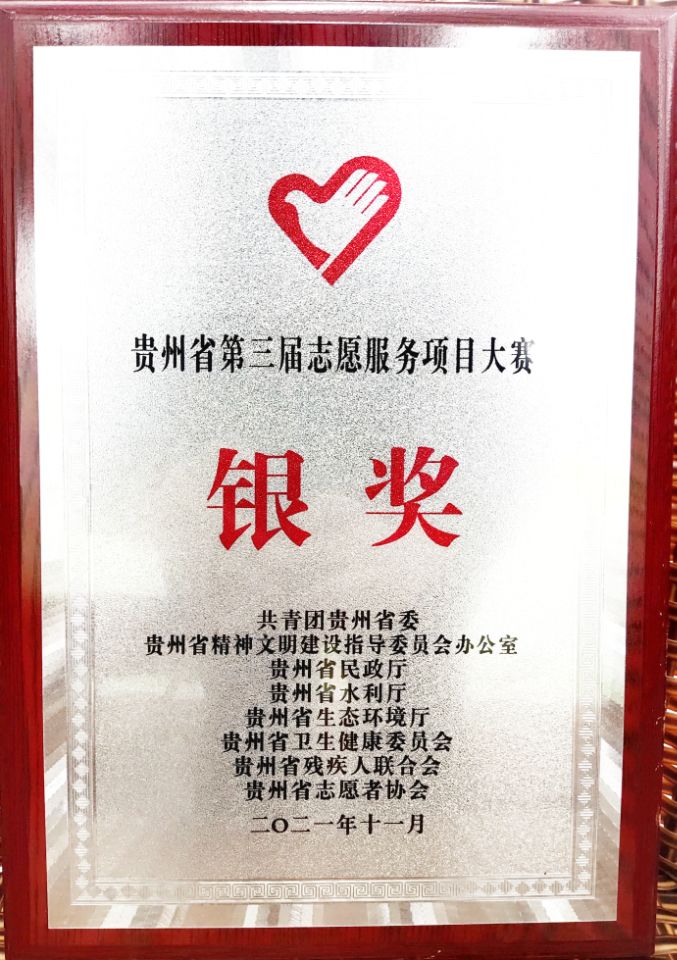 贵州省第三届志愿服务项目大赛
银奖
共青团贵州省委
贵州省精神文明建设指导委员会办公室
贵州省民政厅
贵州省水利厅
贵州省生态环境厅
贵州省卫生健康委员会
贵州省残疾人联合会
贵州省志愿者协会
二〇二一年十一月